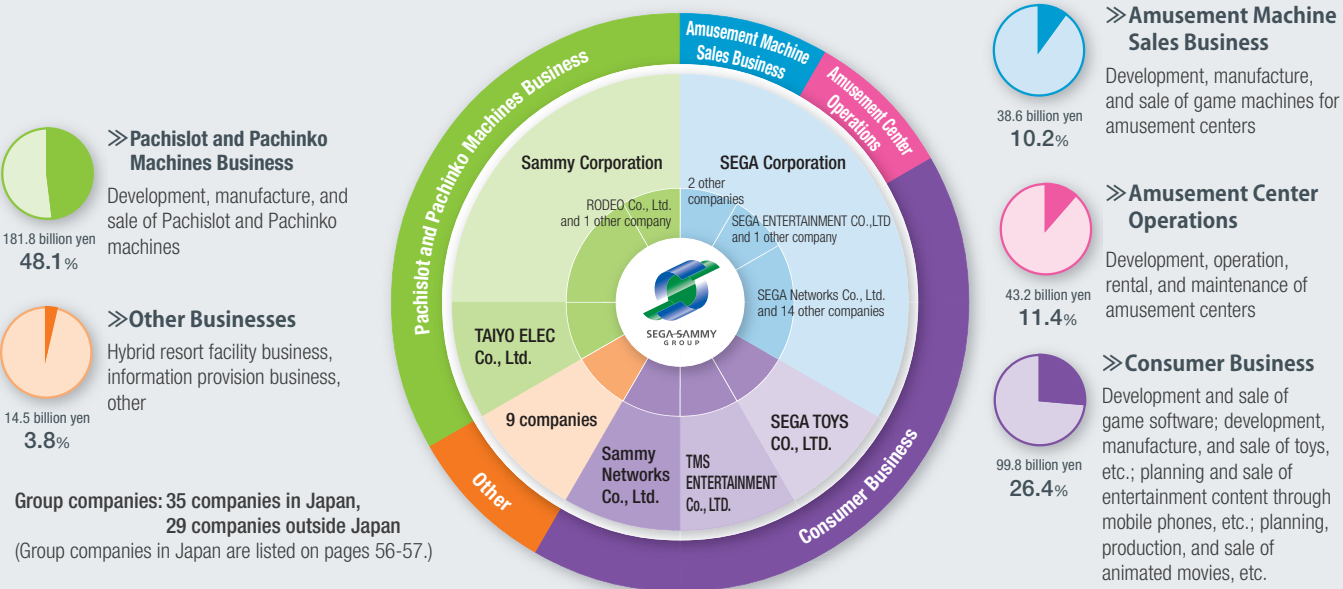 ≫Pachislot and Pachinko
Machines Business
Development, manufacture, and
sale of Pachislot and Pachinko
machines
181.8 billion yen
48.1%
≫Other Businesses
Hybrid resort facility business,
information provision business,
other
14.5 billion yen
3.8%
Group companies: 35 companies in Japan,
29 companies outside Japan
(Group companies in Japan are listed on pages 56-57.)
Pachislot and Pachinko Machines Business
Amusement Machine
Sales Business
Amusement Center
Operations
Consumer Business
Other
Sammy Corporation
RODEO Co., Ltd.
and 1 other company
SEGA Corporation
2 other
companies
SEGA ENTERTAINMENT CO.,LTD
and 1 other company
SEGA Networks Co., Ltd.
and 14 other companies
SEGA SAMMY
GROUP
TAIYO ELEC
Co., Ltd.
9 companies
Sammy
Networks
Co., Ltd.
TMS
ENTERTAINMENT
Co., LTD.
SEGA TOYS
CO., LTD.
≫Amusement Machine
Sales Business
Development, manufacture,
and sale of game machines for
amusement centers
38.6 billion yen
10.2%
≫Amusement Center
Operations
Development, operation,
rental, and maintenance of
amusement centers
43.2 billion yen
11.4%
≫Consumer Business
Development and sale of
game software; development,
manufacture, and sale of toys,
etc.; planning and sale of
entertainment content through
mobile phones, etc.; planning,
production, and sale of
animated movies, etc.
99.8 billion yen
26.4%